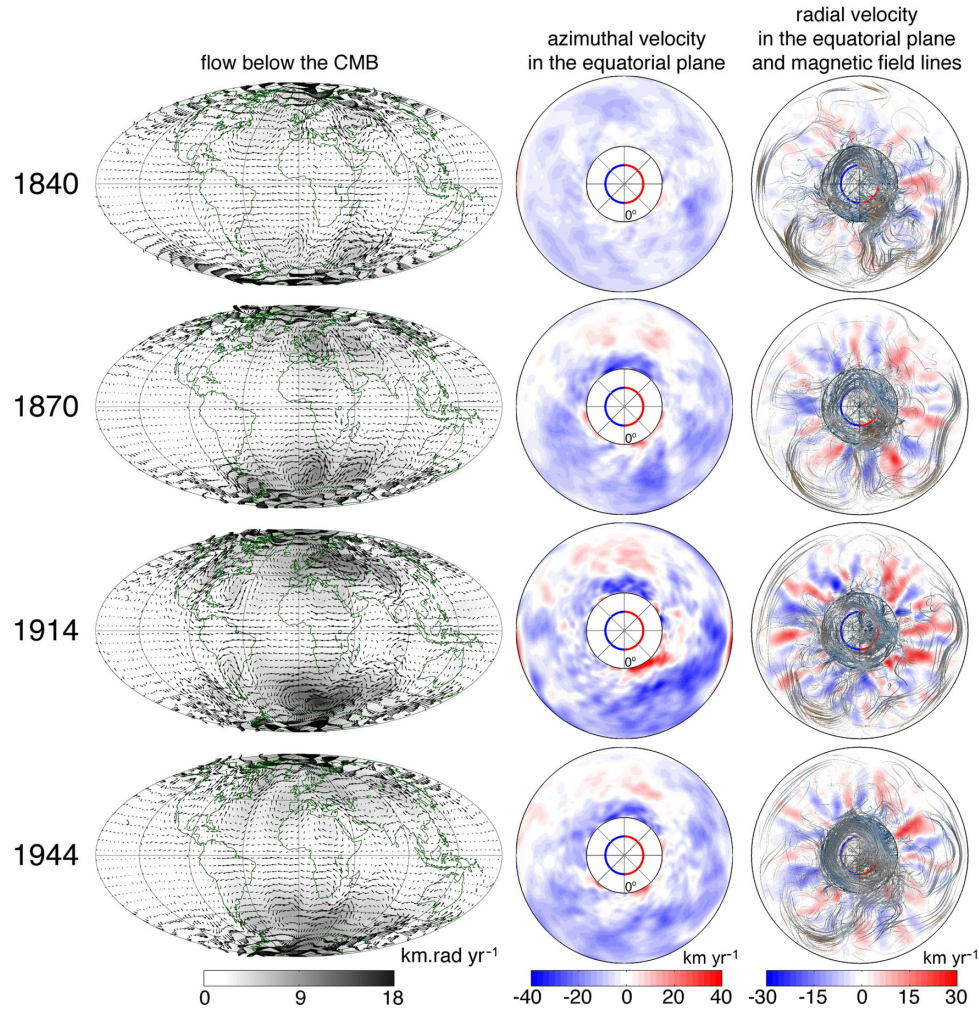 flow below the CMB
azimuthal velocity
in the equatorial plane
radial velocity
in the equatorial plane
and magnetic field lines
1840
0°
1870
0°
1914
0°
1944
0°
km.rad yr⁻¹
0 9 18
km yr⁻¹
-40 -20 0 20 40
km yr⁻¹
-30 -15 0 15 30